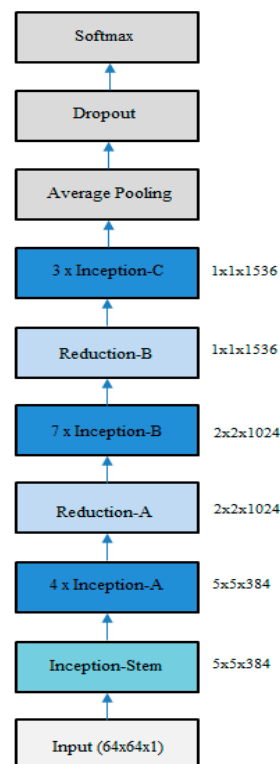 Softmax
Dropout
Average Pooling
3 x Inception-C 1x1x1536
Reduction-B 1x1x1536
7 x Inception-B 2x2x1024
Reduction-A 2x2x1024
4 x Inception-A 5x5x384
Inception-Stem 5x5x384
Input (64x64x1)